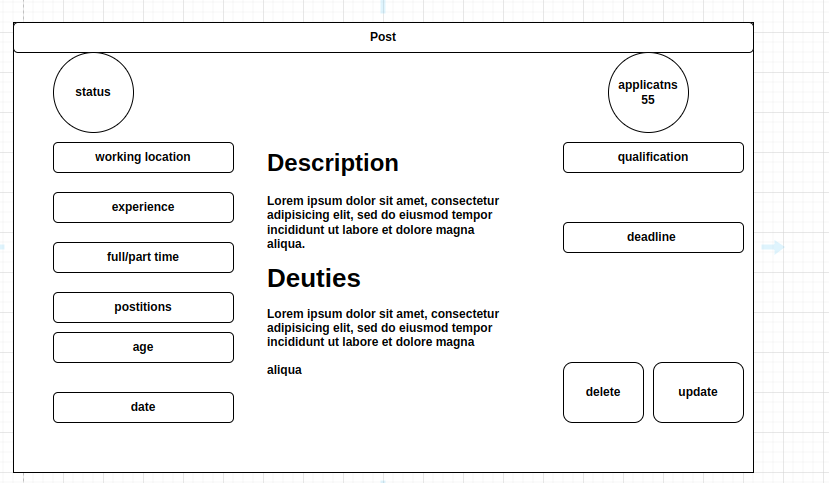 Post
status
applicatns
55
working location
experience
full/part time
postitions
age
date
Description
Lorem ipsum dolor sit amet, consectetur
adipisicing elit, sed do eiusmod tempor
incididunt ut labore et dolore magna
aliqua.
Deuties
Lorem ipsum dolor sit amet, consectetur
adipisicing elit, sed do eiusmod tempor
incididunt ut labore et dolore magna
aliqua
qualification
deadline
delete
update